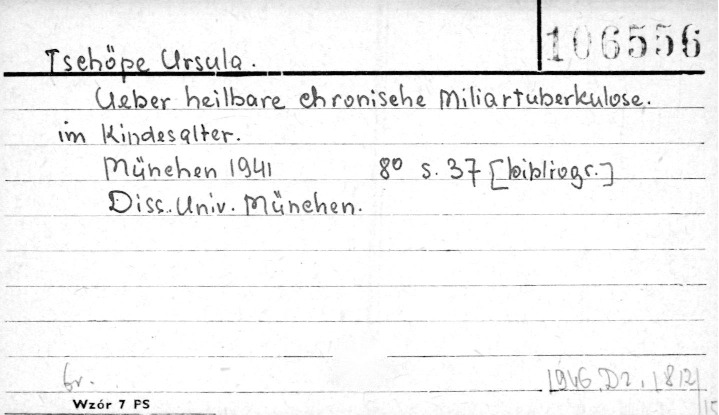 106556
Tschöpe Ursula.
Ueber heilbare chronische Miliartuberkulose.
im Kindesalter.
München 1941 8° s. 37 [bibliogr.]
Diss. Univ. München.
br.
1946. D2. 1812/
Wzór 7 PS